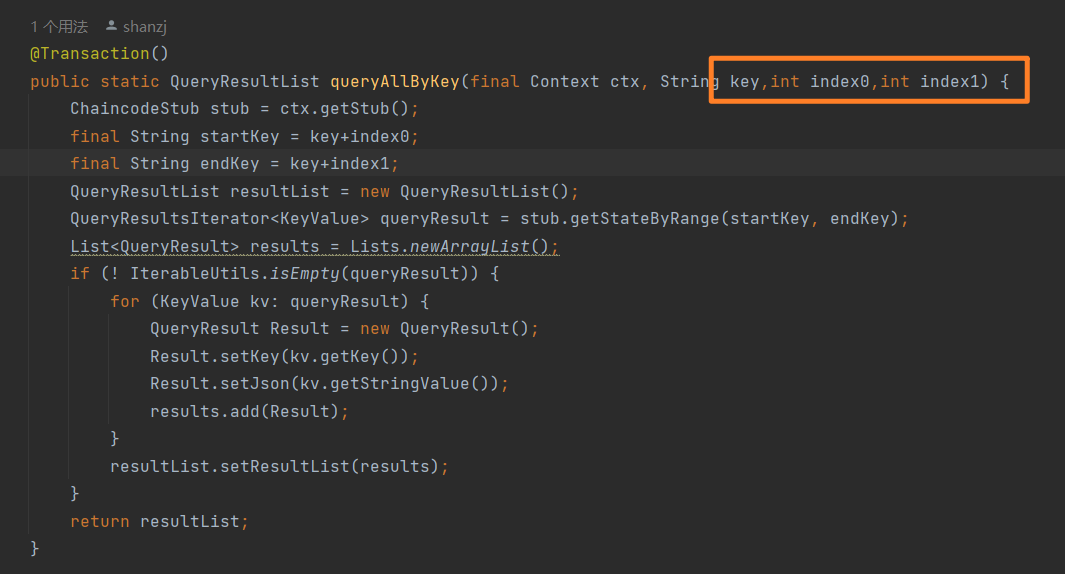 1 个用法 shanzj
@Transaction()
public static QueryResultList queryAllByKey(final Context ctx, String key,int index0,int index1) {
    ChaincodeStub stub = ctx.getStub();
    final String startKey = key+index0;
    final String endKey = key+index1;
    QueryResultList resultList = new QueryResultList();
    QueryResultsIterator<KeyValue> queryResult = stub.getStateByRange(startKey, endKey);
    List<QueryResult> results = Lists.newArrayList();
    if (! IterableUtils.isEmpty(queryResult)) {
        for (KeyValue kv: queryResult) {
            QueryResult Result = new QueryResult();
            Result.setKey(kv.getKey());
            Result.setJson(kv.getStringValue());
            results.add(Result);
        }
        resultList.setResultList(results);
    }
    return resultList;
}